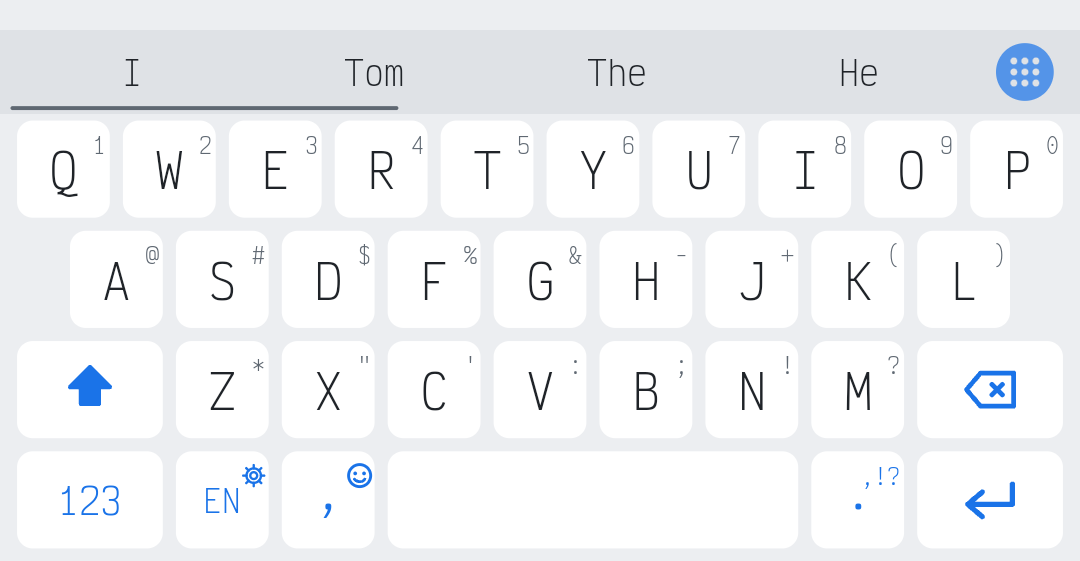 I Tom The He
Q 1 W 2 E 3 R 4 T 5 Y 6 U 7 I 8 O 9 P 0
A @ S # D $ F % G & H - J + K ( L )
Z * X " C ' V : B ; N ! M ?
123 EN , . ,!?